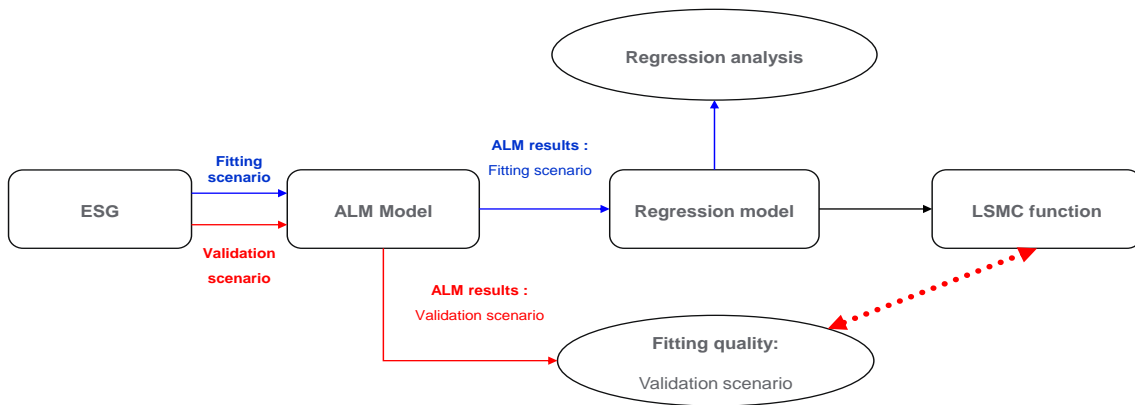 Regression analysis
Fitting
scenario
ALM results :
Fitting scenario
ESG
ALM Model
Regression model
LSMC function
Validation
scenario
ALM results :
Validation scenario
Fitting quality:
Validation scenario